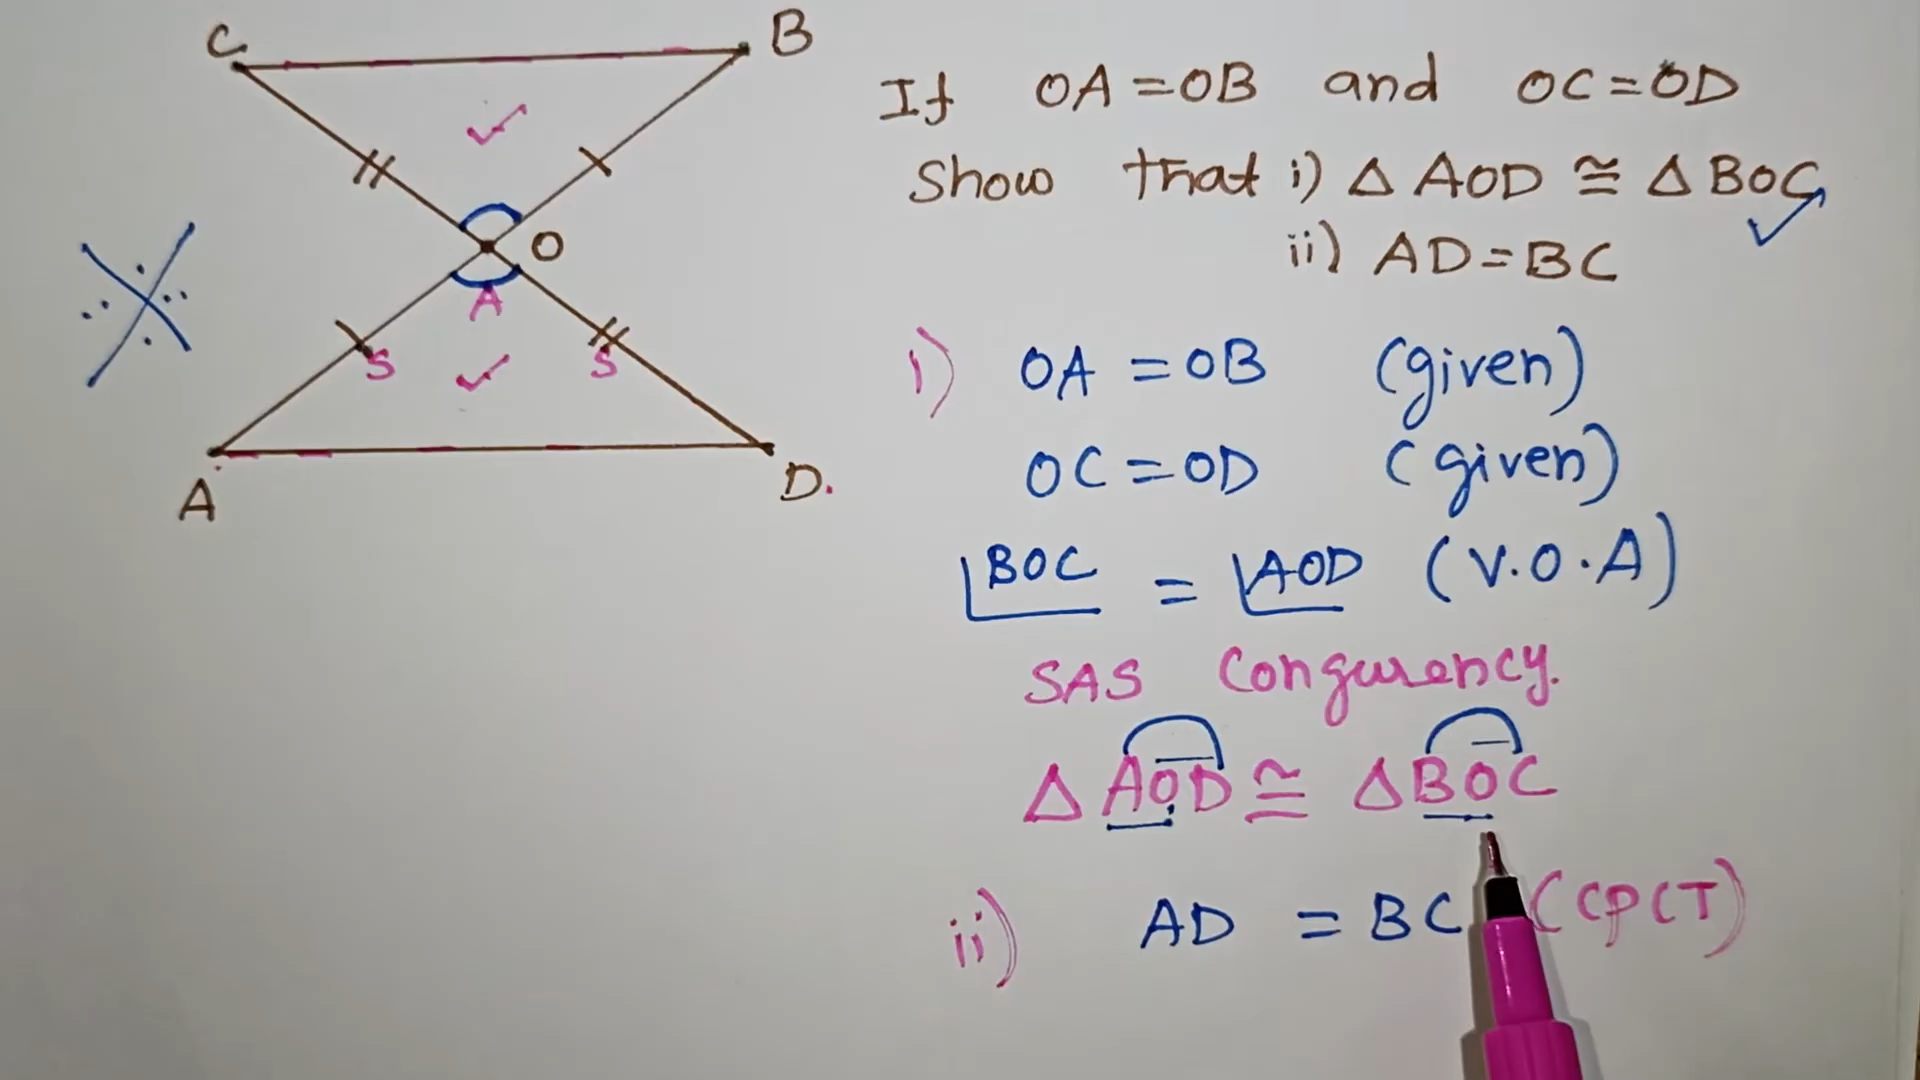 C
B
O
A
S
S
A
D.
If OA = OB and OC = OD
Show that i) △ AOD ≅ △ BOC
ii) AD = BC
i) OA = OB (given)
OC = OD (given)
∠BOC = ∠AOD (V.O.A)
SAS Congurency.
△ AOD ≅ △ BOC
ii) AD = BC (CPCT)